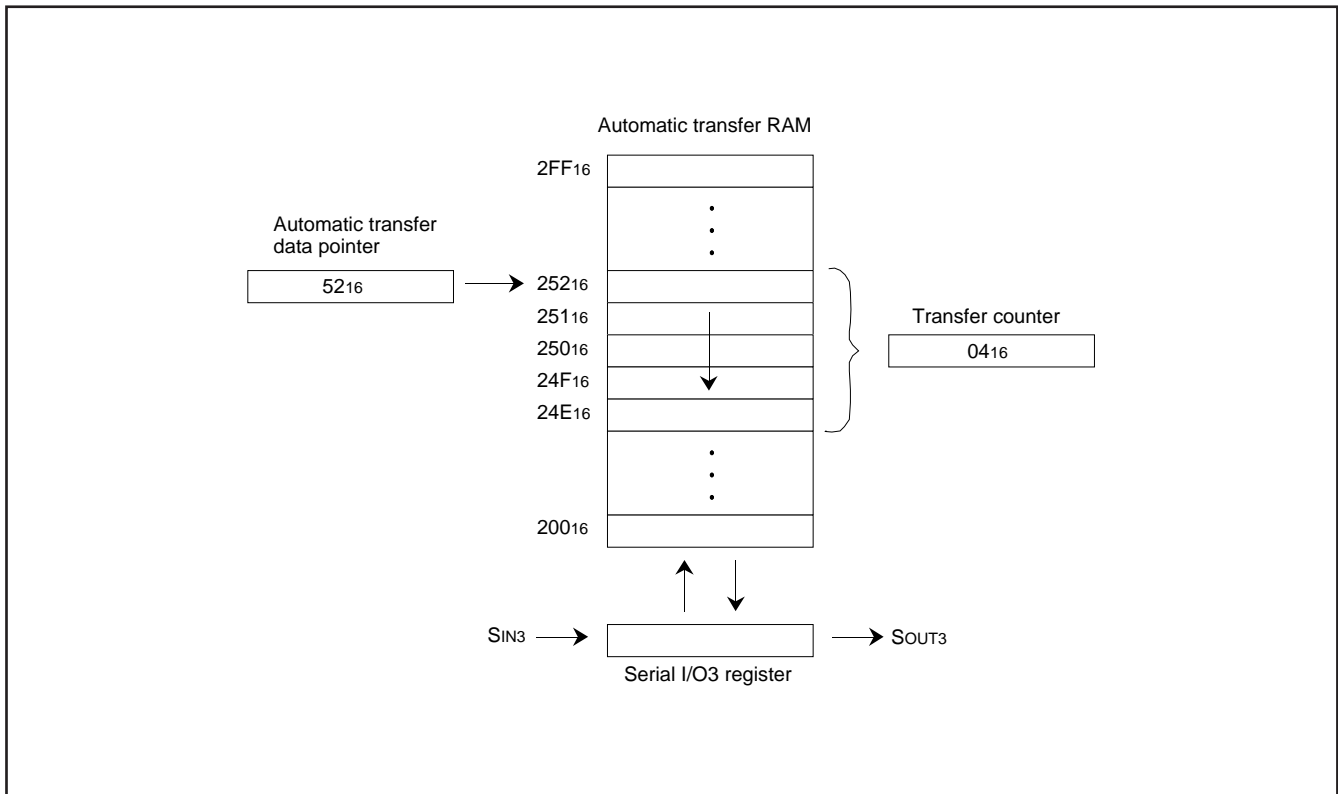 Automatic transfer RAM
2FF16
Automatic transfer
data pointer
5216
25216
25116
25016
24F16
24E16
Transfer counter
0416
20016
SIN3
SOUT3
Serial I/O3 register